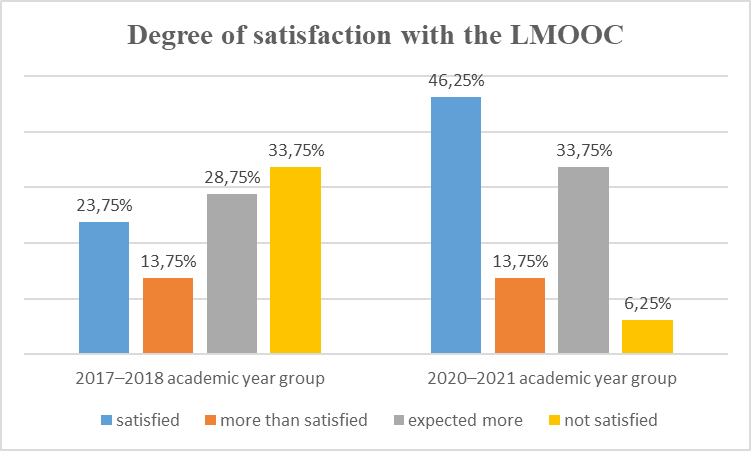 Degree of satisfaction with the LMOOC
46,25%
33,75%
33,75%
28,75%
23,75%
13,75%
13,75%
6,25%
2017–2018 academic year group
2020–2021 academic year group
satisfied
more than satisfied
expected more
not satisfied